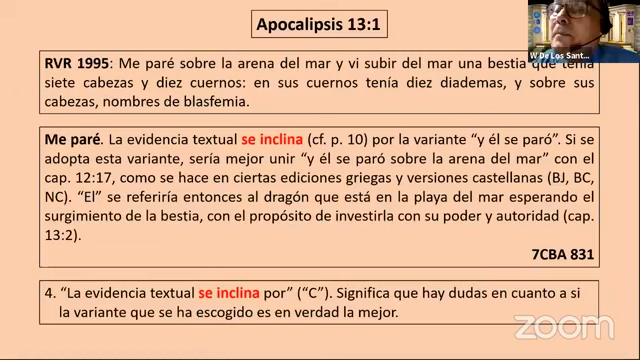 Apocalipsis 13:1
W De Los Sant...
RVR 1995: Me paré sobre la arena del mar y vi subir del mar una bestia que tenía
siete cabezas y diez cuernos: en sus cuernos tenía diez diademas, y sobre sus
cabezas, nombres de blasfemia.
Me paré. La evidencia textual se inclina (cf. p. 10) por la variante “y él se paró”. Si se
adopta esta variante, sería mejor unir “y él se paró sobre la arena del mar” con el
cap. 12:17, como se hace en ciertas ediciones griegas y versiones castellanas (BJ, BC,
NC). “El” se referiría entonces al dragón que está en la playa del mar esperando el
surgimiento de la bestia, con el propósito de investirla con su poder y autoridad (cap.
13:2).
7CBA 831
4. “La evidencia textual se inclina por” (“C”). Significa que hay dudas en cuanto a si
la variante que se ha escogido es en verdad la mejor.
zoom